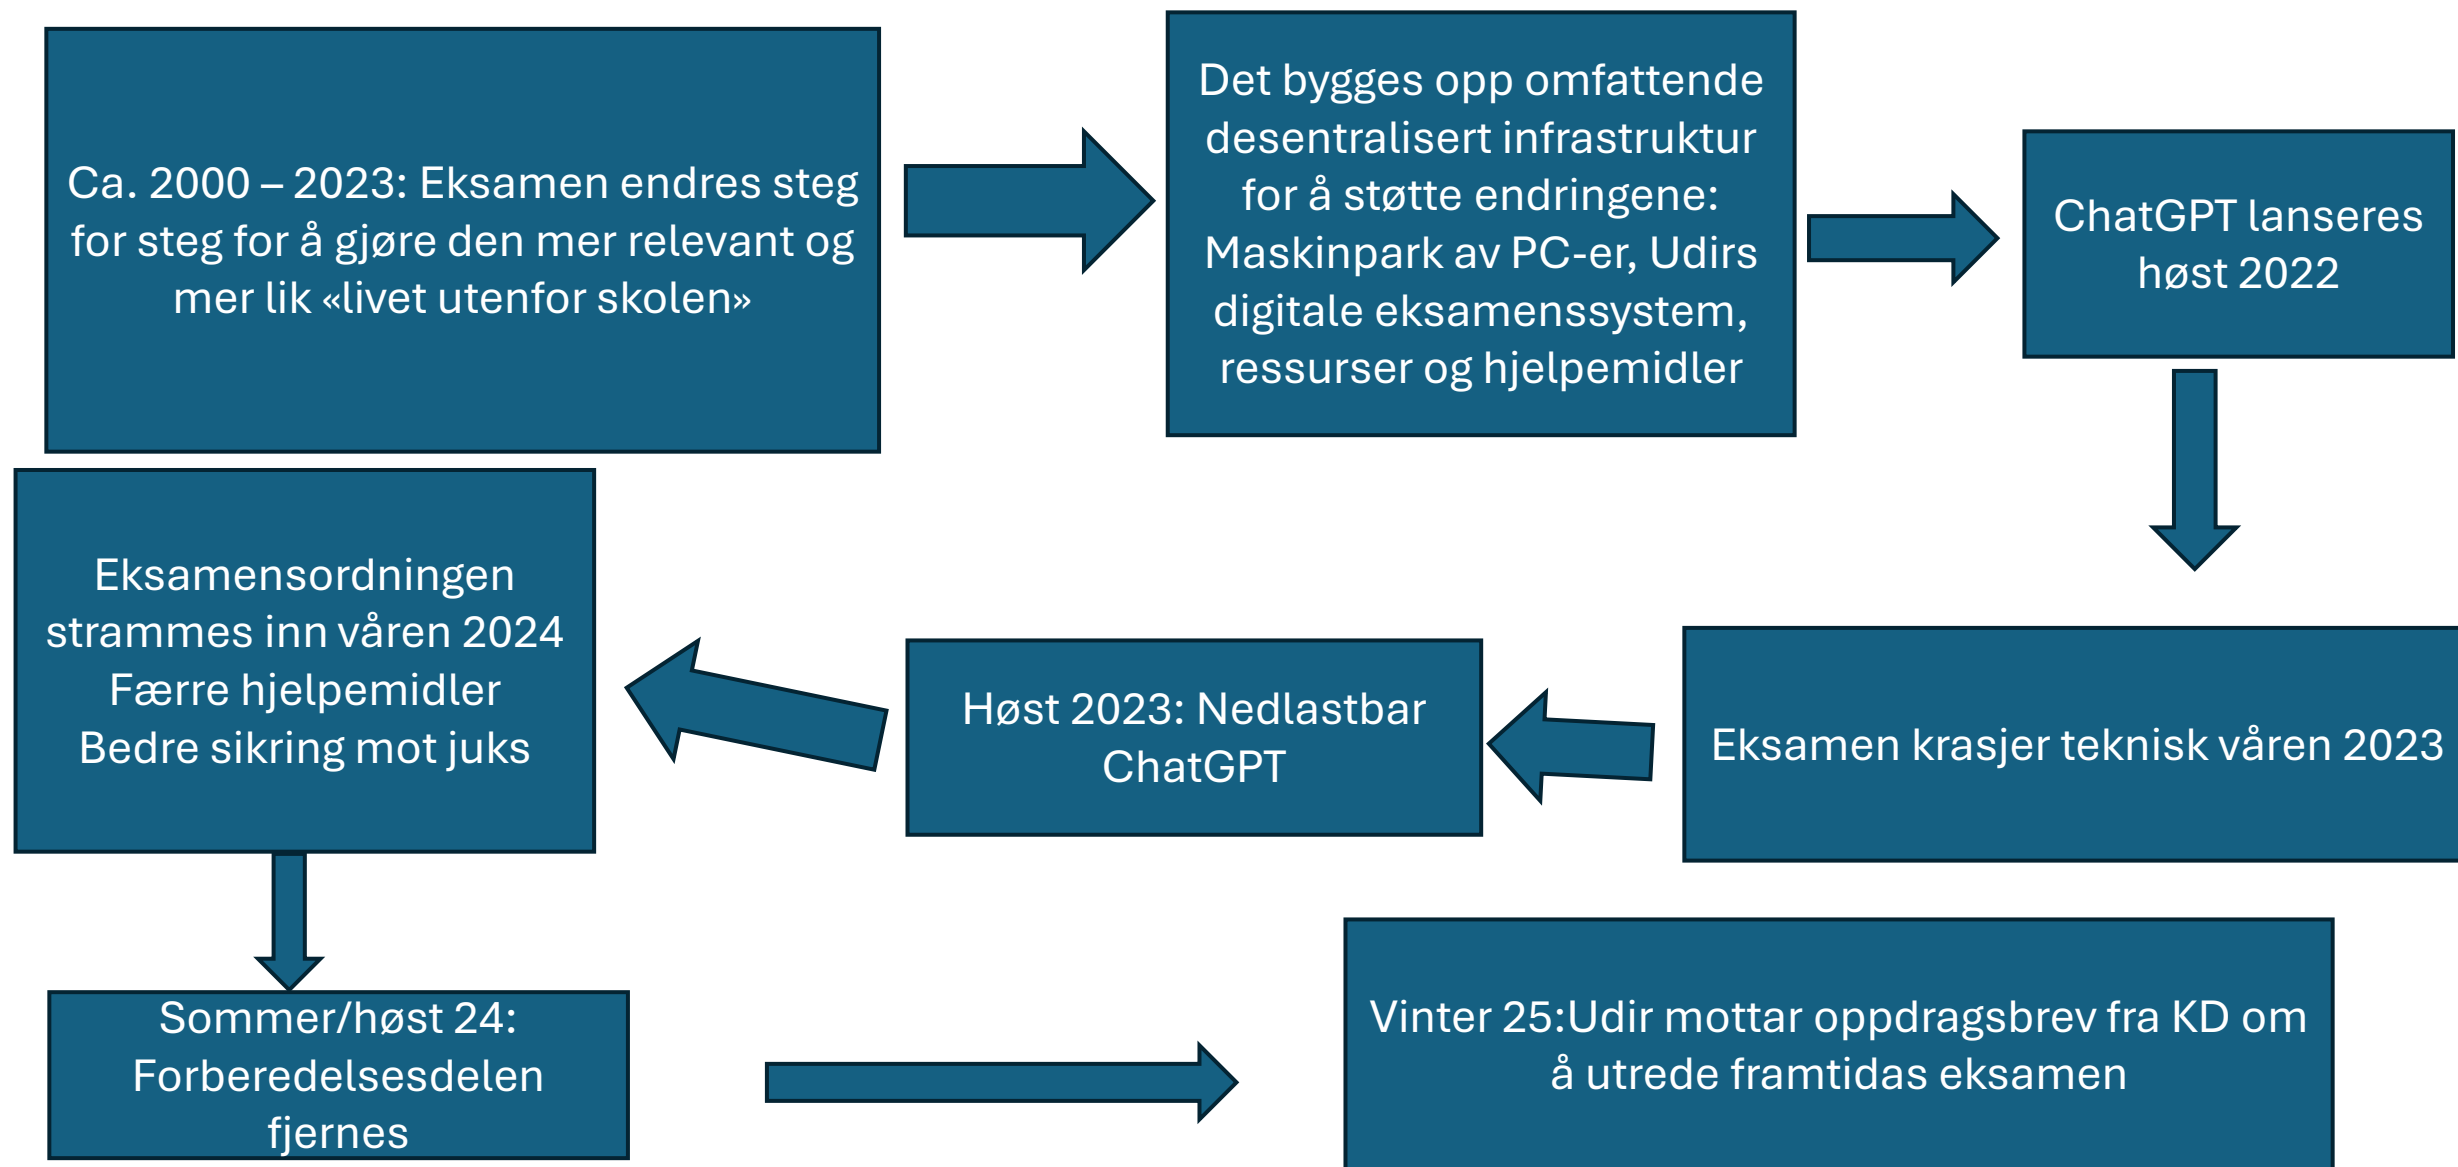 Ca. 2000 – 2023: Eksamen endres steg
for steg for å gjøre den mer relevant og
mer lik «livet utenfor skolen»
Det bygges opp omfattende
desentralisert infrastruktur
for å støtte endringene:
Maskinpark av PC-er, Udirs
digitale eksamenssystem,
ressurser og hjelpemidler
ChatGPT lanseres
høst 2022
Eksamen krasjer teknisk våren 2023
Høst 2023: Nedlastbar
ChatGPT
Eksamensordningen
strammes inn våren 2024
Færre hjelpemidler
Bedre sikring mot juks
Sommer/høst 24:
Forberedelsesdelen
fjernes
Vinter 25:Udir mottar oppdragsbrev fra KD om
å utrede framtidas eksamen